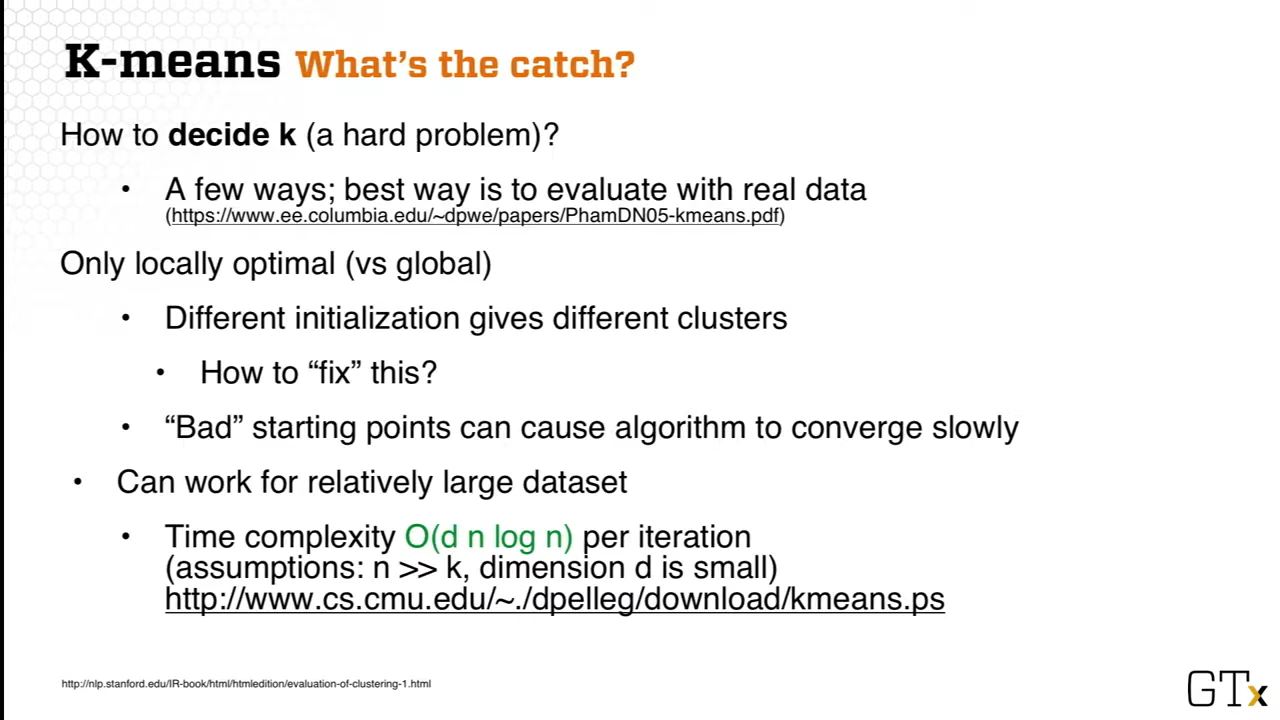 K-means What's the catch?
How to decide k (a hard problem)?
• A few ways; best way is to evaluate with real data
(https://www.ee.columbia.edu/~dpwe/papers/PhamDN05-kmeans.pdf)
Only locally optimal (vs global)
• Different initialization gives different clusters
• How to “fix” this?
• “Bad” starting points can cause algorithm to converge slowly
• Can work for relatively large dataset
• Time complexity O(d n log n) per iteration
(assumptions: n >> k, dimension d is small)
http://www.cs.cmu.edu/~./dpelleg/download/kmeans.ps
http://nlp.stanford.edu/IR-book/html/htmledition/evaluation-of-clustering-1.html
GTx